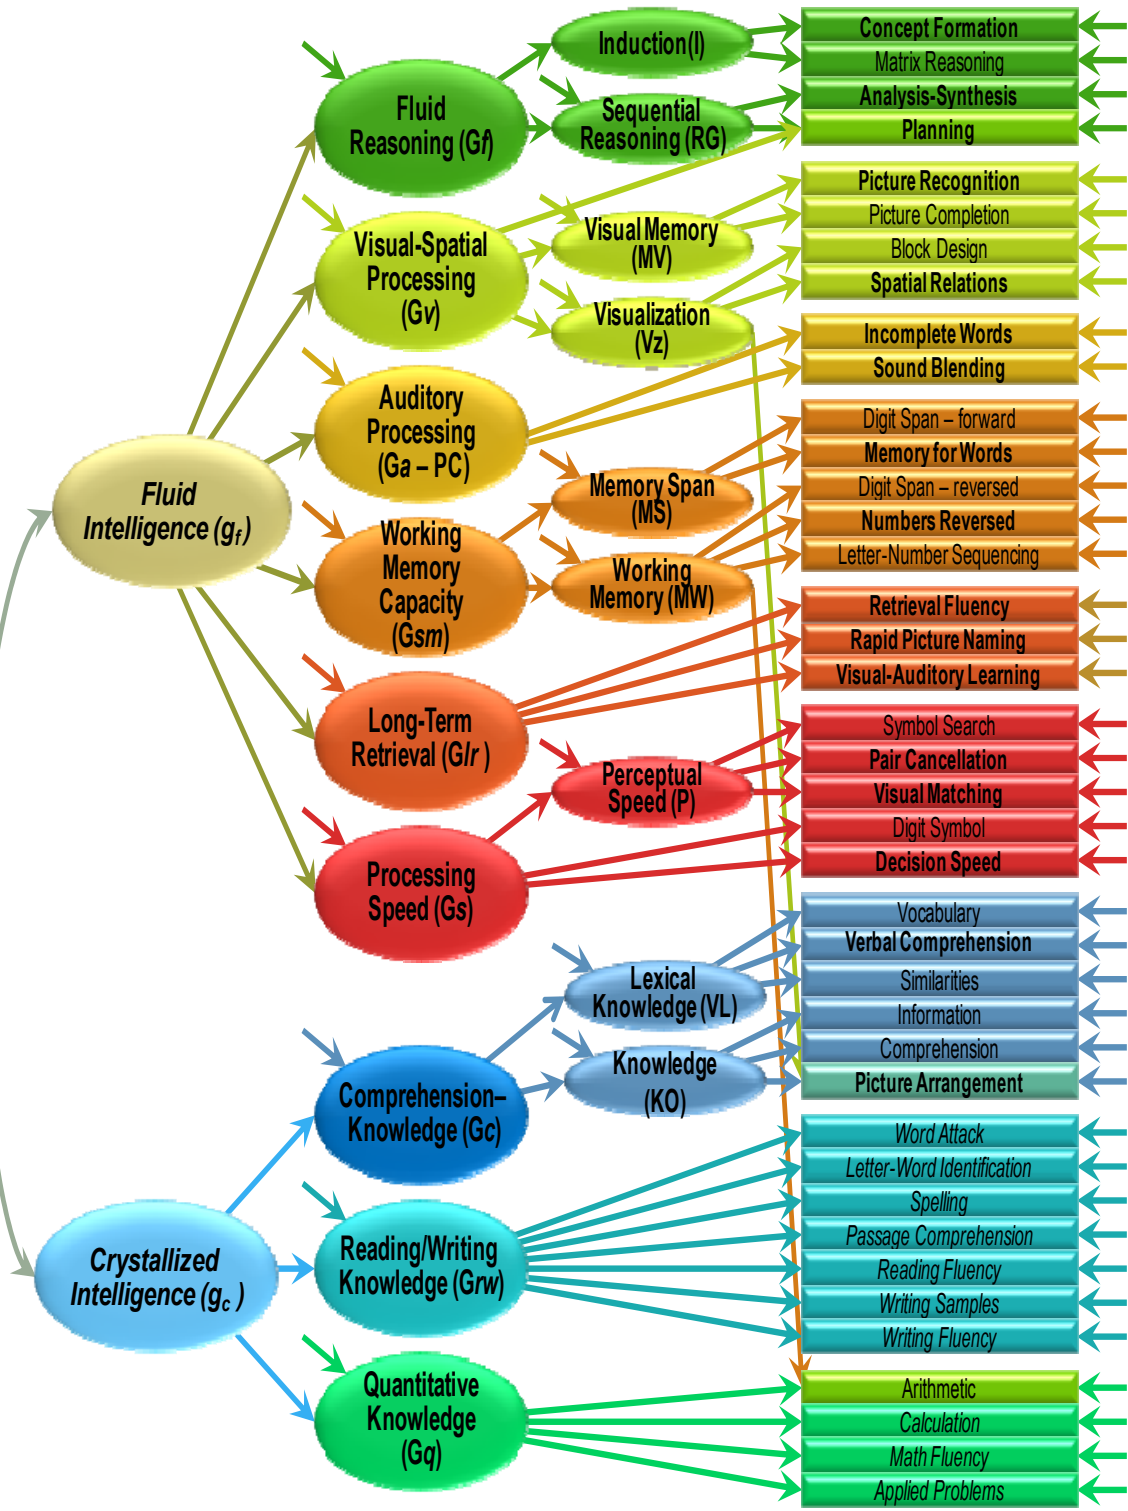 Fluid
Intelligence (gf)
Crystallized
Intelligence (gc)
Fluid
Reasoning (Gf)
Visual-Spatial
Processing
(Gv)
Auditory
Processing
(Ga – PC)
Working
Memory
Capacity
(Gsm)
Long-Term
Retrieval (Glr )
Processing
Speed (Gs)
Comprehension–
Knowledge (Gc)
Reading/Writing
Knowledge (Grw)
Quantitative
Knowledge
(Gq)
Induction(I)
Sequential
Reasoning (RG)
Visual Memory
(MV)
Visualization
(Vz)
Memory Span
(MS)
Working
Memory (MW)
Perceptual
Speed (P)
Lexical
Knowledge (VL)
Knowledge
(KO)
Concept Formation
Matrix Reasoning
Analysis-Synthesis
Planning
Picture Recognition
Picture Completion
Block Design
Spatial Relations
Incomplete Words
Sound Blending
Digit Span – forward
Memory for Words
Digit Span – reversed
Numbers Reversed
Letter-Number Sequencing
Retrieval Fluency
Rapid Picture Naming
Visual-Auditory Learning
Symbol Search
Pair Cancellation
Visual Matching
Digit Symbol
Decision Speed
Vocabulary
Verbal Comprehension
Similarities
Information
Comprehension
Picture Arrangement
Word Attack
Letter-Word Identification
Spelling
Passage Comprehension
Reading Fluency
Writing Samples
Writing Fluency
Arithmetic
Calculation
Math Fluency
Applied Problems